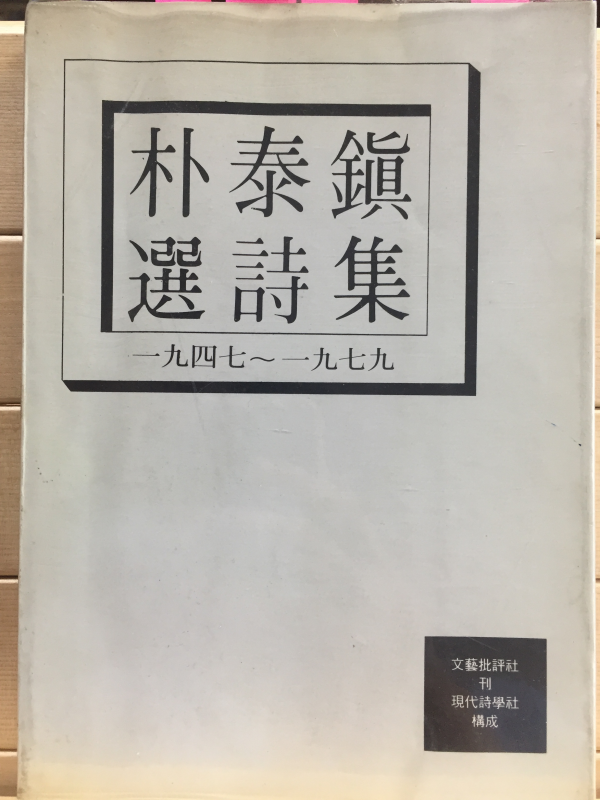 朴泰鎭
選詩集
一九四七～一九七九
文藝批評社
刊
現代詩學社
構成